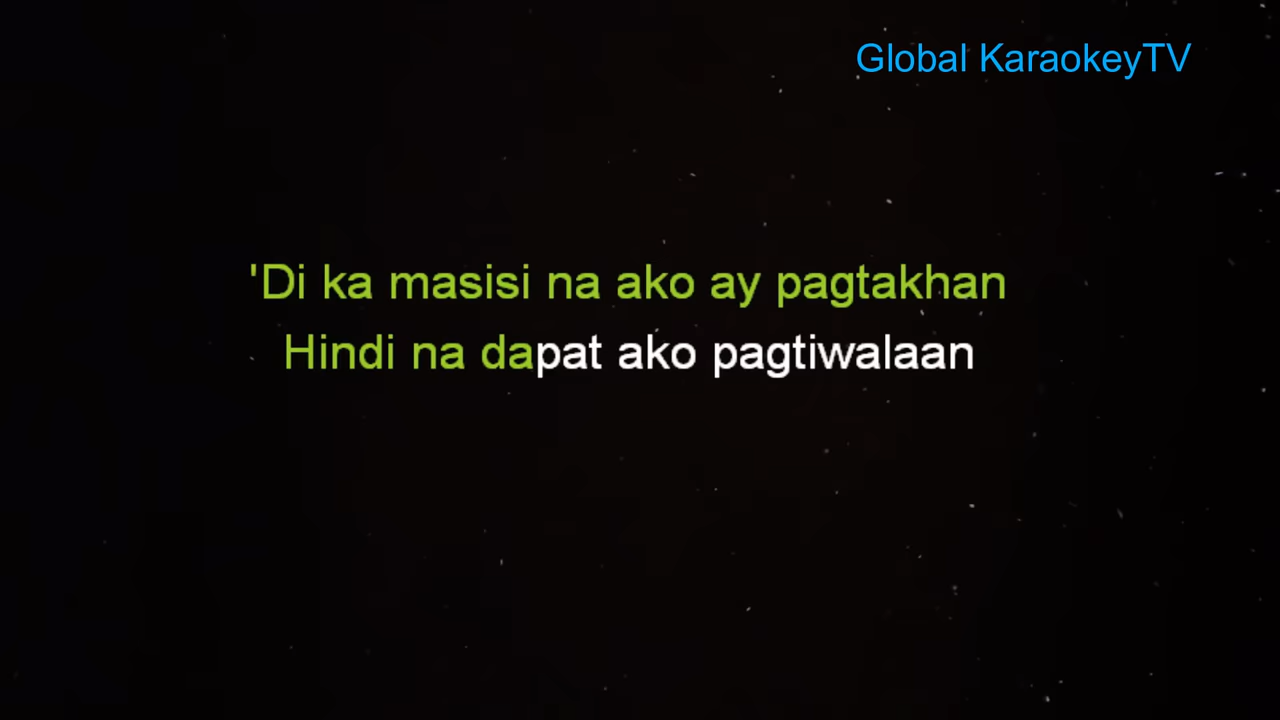 Global KaraokeyTV
'Di ka masisi na ako ay pagtakhan
Hindi na dapat ako pagtiwalaan